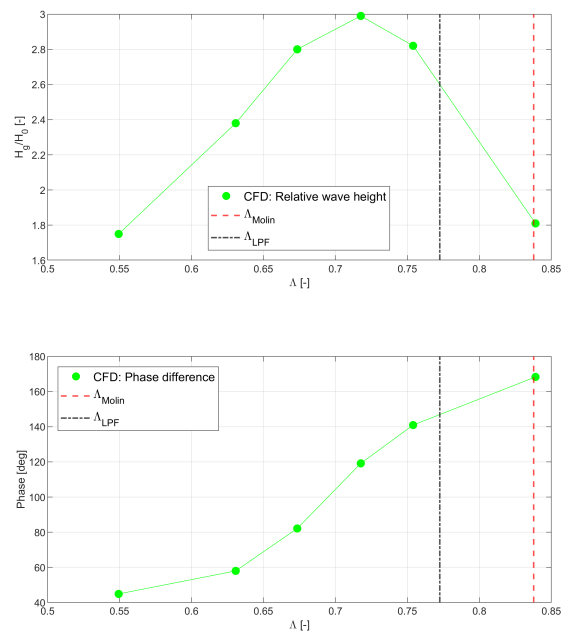 3
2.8
2.6
2.4
2.2
2
1.8
1.6
H_g/H_0 [-]
CFD: Relative wave height
Λ_Molin
Λ_LPF
0.5 0.55 0.6 0.65 0.7 0.75 0.8 0.85
Λ [-]
180
160
140
120
100
80
60
40
Phase [deg]
CFD: Phase difference
Λ_Molin
Λ_LPF
0.5 0.55 0.6 0.65 0.7 0.75 0.8 0.85
Λ [-]